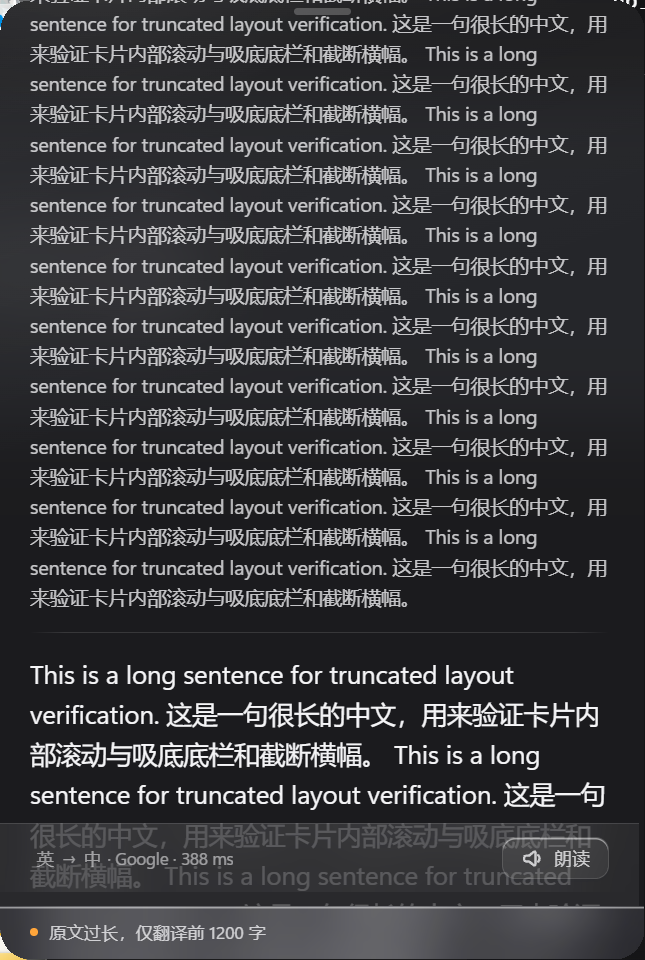 sentence for truncated layout verification. 这是一句很长的中文，用
来验证卡片内部滚动与吸底底栏和截断横幅。 This is a long
sentence for truncated layout verification. 这是一句很长的中文，用
来验证卡片内部滚动与吸底底栏和截断横幅。 This is a long
sentence for truncated layout verification. 这是一句很长的中文，用
来验证卡片内部滚动与吸底底栏和截断横幅。 This is a long
sentence for truncated layout verification. 这是一句很长的中文，用
来验证卡片内部滚动与吸底底栏和截断横幅。 This is a long
sentence for truncated layout verification. 这是一句很长的中文，用
来验证卡片内部滚动与吸底底栏和截断横幅。 This is a long
sentence for truncated layout verification. 这是一句很长的中文，用
来验证卡片内部滚动与吸底底栏和截断横幅。 This is a long
sentence for truncated layout verification. 这是一句很长的中文，用
来验证卡片内部滚动与吸底底栏和截断横幅。 This is a long
sentence for truncated layout verification. 这是一句很长的中文，用
来验证卡片内部滚动与吸底底栏和截断横幅。 This is a long
sentence for truncated layout verification. 这是一句很长的中文，用
来验证卡片内部滚动与吸底底栏和截断横幅。 This is a long
sentence for truncated layout verification. 这是一句很长的中文，用
来验证卡片内部滚动与吸底底栏和截断横幅。
This is a long sentence for truncated layout
verification. 这是一句很长的中文，用来验证卡片内
部滚动与吸底底栏和截断横幅。 This is a long
sentence for truncated layout verification. 这是一句
很长的中文，用来验证卡片内部滚动与吸底底栏和
英 → 中 · Google · 388 ms
朗读
截断横幅。 This is a long sentence for truncated
原文过长，仅翻译前 1200 字